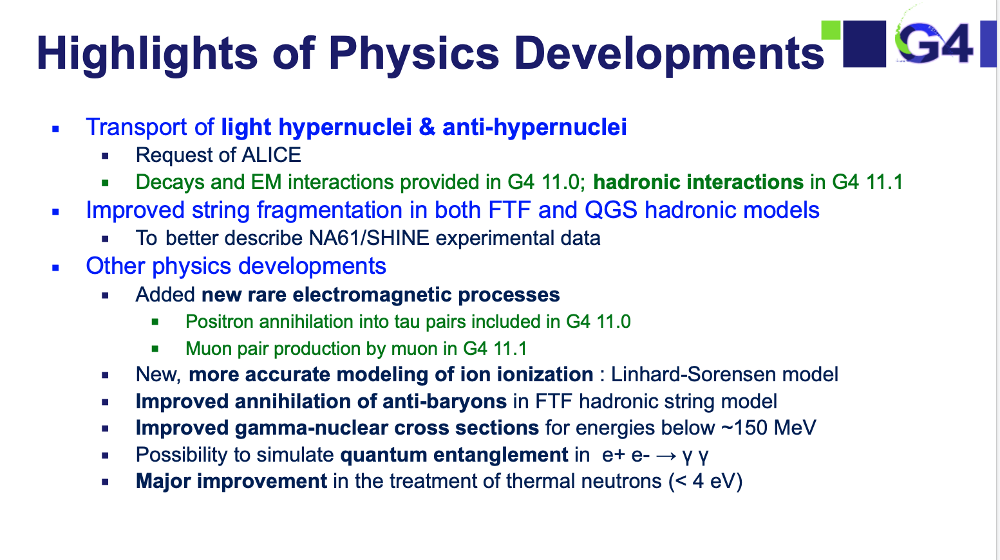 Highlights of Physics Developments
G4
Transport of light hypernuclei & anti-hypernuclei
Request of ALICE
Decays and EM interactions provided in G4 11.0; hadronic interactions in G4 11.1
Improved string fragmentation in both FTF and QGS hadronic models
To better describe NA61/SHINE experimental data
Other physics developments
Added new rare electromagnetic processes
Positron annihilation into tau pairs included in G4 11.0
Muon pair production by muon in G4 11.1
New, more accurate modeling of ion ionization : Linhard-Sorensen model
Improved annihilation of anti-baryons in FTF hadronic string model
Improved gamma-nuclear cross sections for energies below ~150 MeV
Possibility to simulate quantum entanglement in e+ e- → γ γ
Major improvement in the treatment of thermal neutrons (< 4 eV)